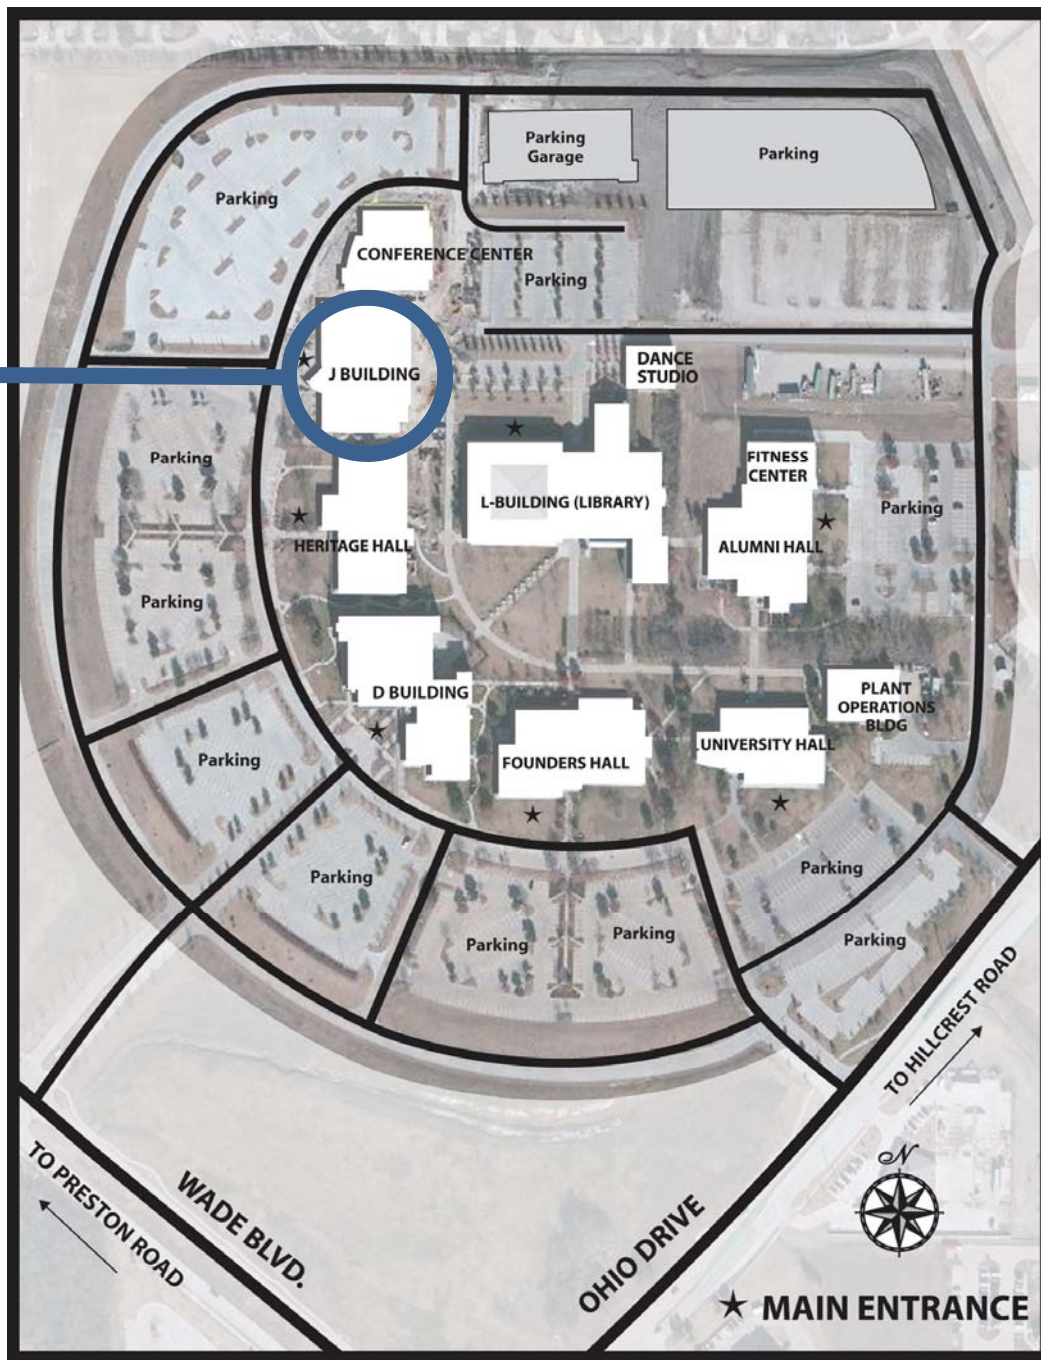 Parking
Garage
Parking
Parking
CONFERENCE CENTER
Parking
J BUILDING
DANCE
STUDIO
Parking
FITNESS
CENTER
L-BUILDING (LIBRARY)
Parking
HERITAGE HALL
ALUMNI HALL
Parking
D BUILDING
PLANT
OPERATIONS
BLDG
Parking
FOUNDERS HALL
UNIVERSITY HALL
Parking
Parking
Parking
Parking
Parking
TO HILLCREST ROAD
TO PRESTON ROAD
WADE BLVD.
OHIO DRIVE
N
MAIN ENTRANCE